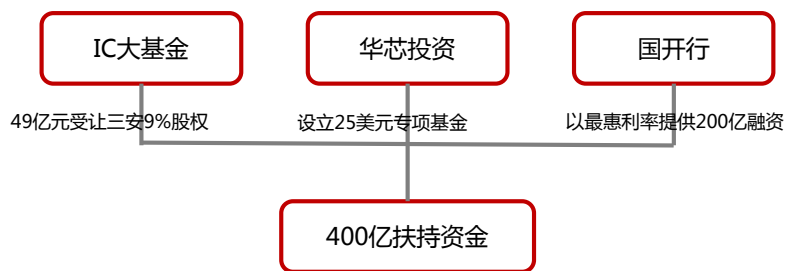 IC大基金
华芯投资
国开行
49亿元受让三安9%股权
设立25美元专项基金
以最惠利率提供200亿融资
400亿扶持资金